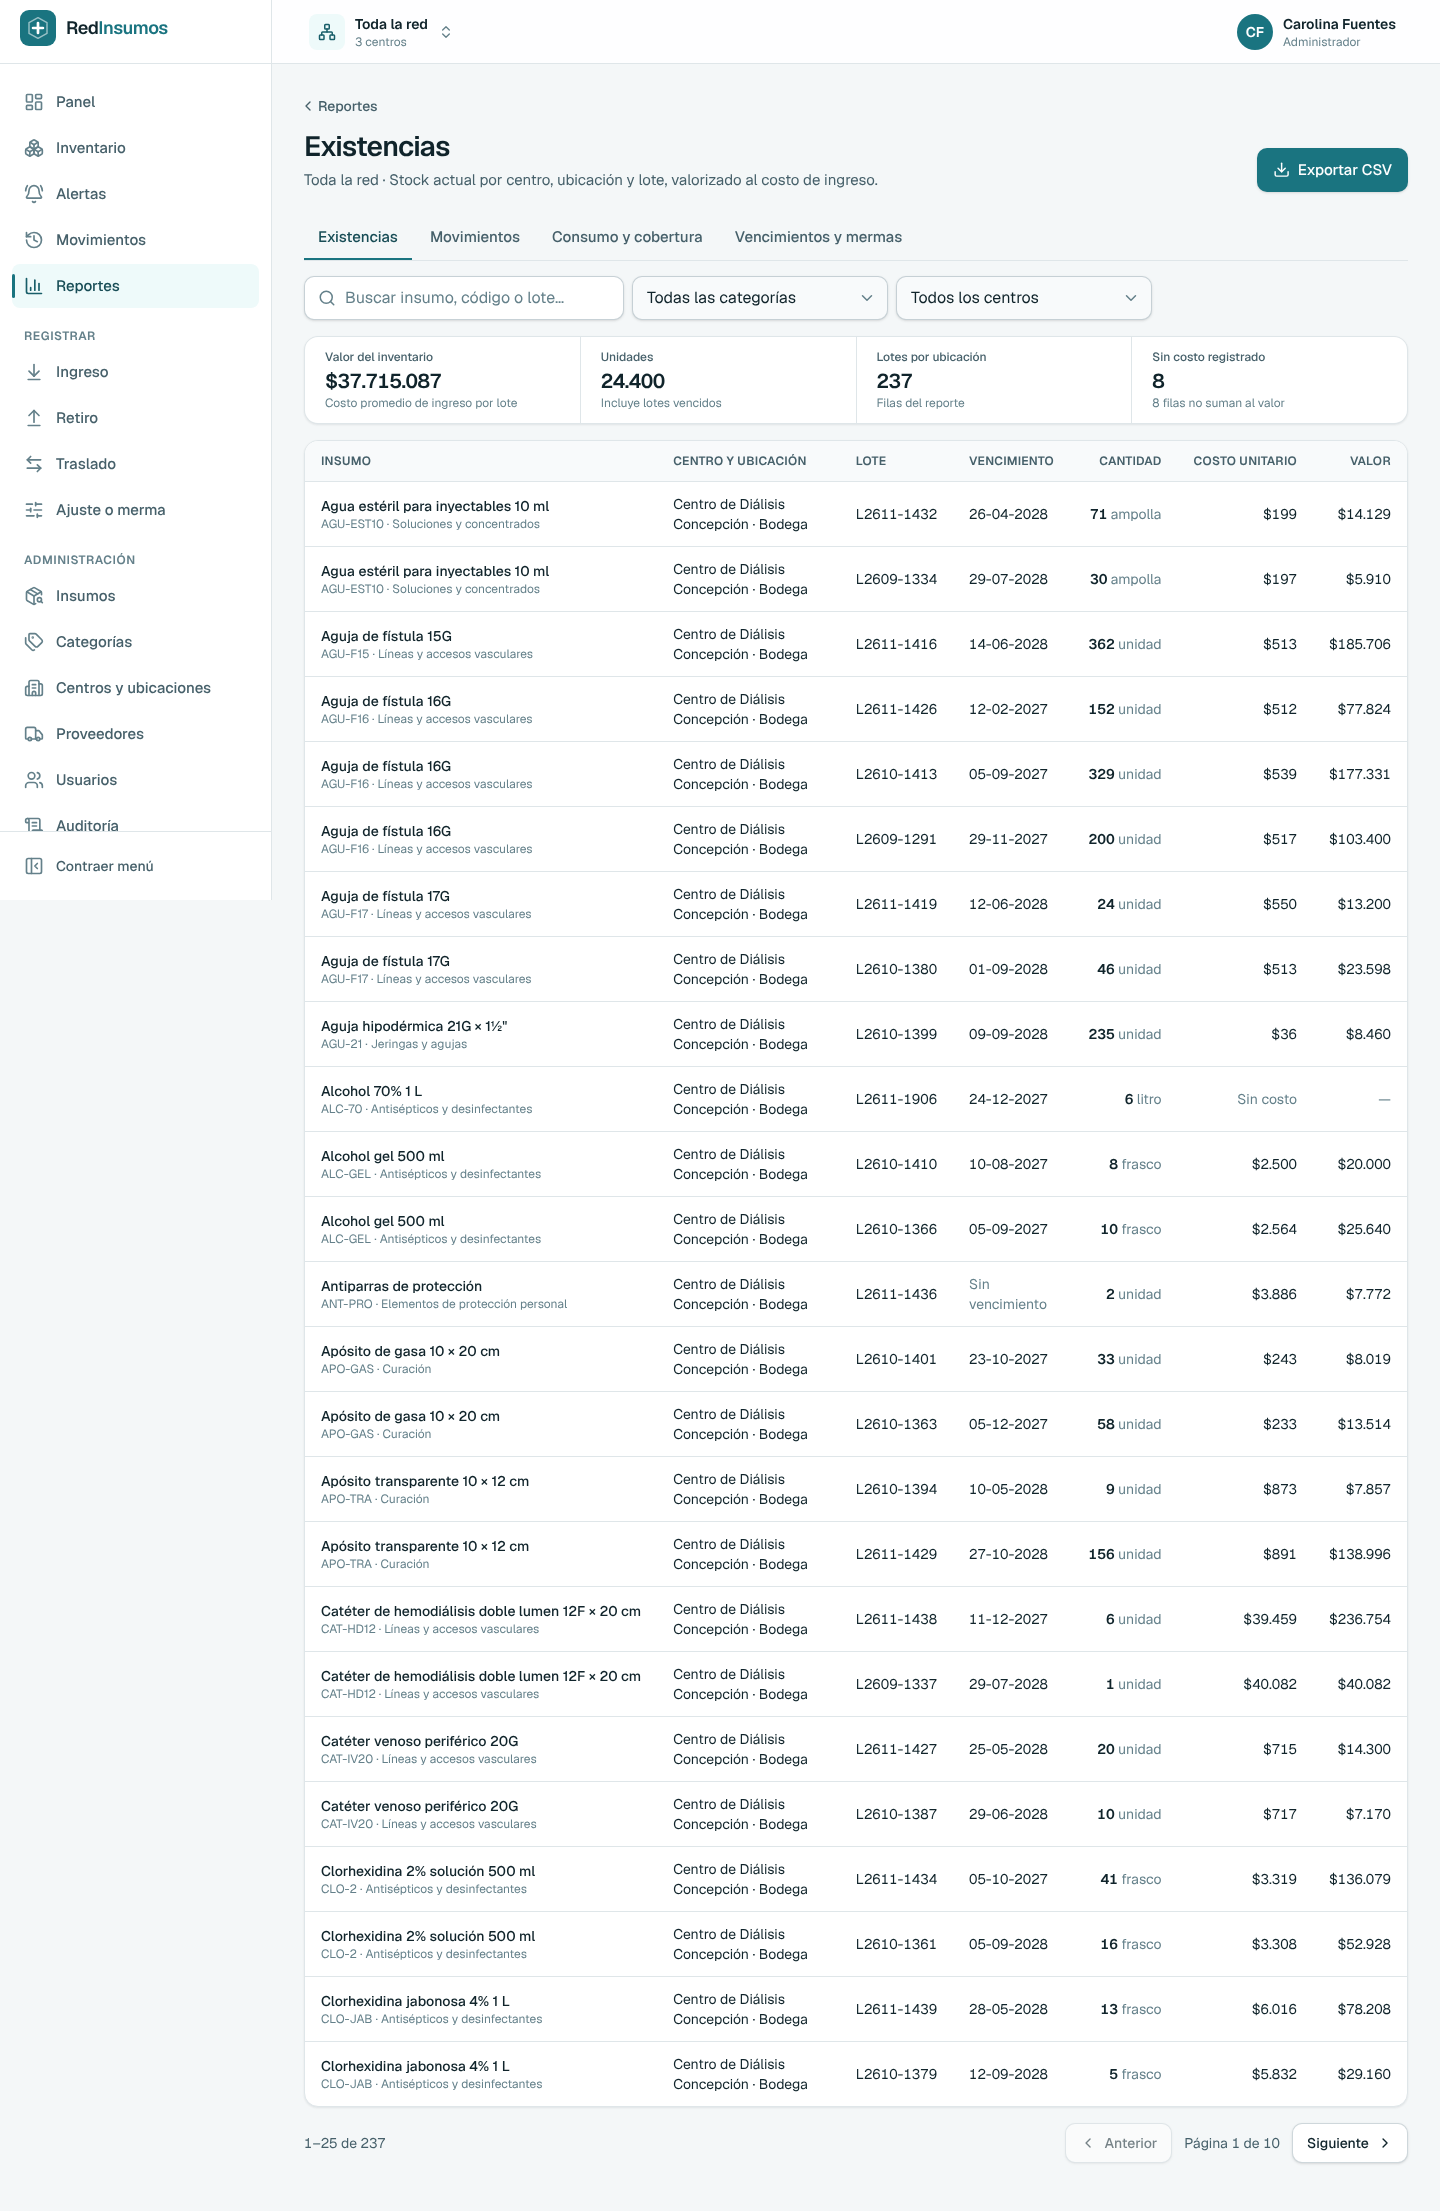 RedInsumos
Toda la red
3 centros
CF
Carolina Fuentes
Administrador
Panel
Inventario
Alertas
Movimientos
Reportes
REGISTRAR
Ingreso
Retiro
Traslado
Ajuste o merma
ADMINISTRACIÓN
Insumos
Categorías
Centros y ubicaciones
Proveedores
Usuarios
Auditoría
Contraer menú
Reportes
Existencias
Toda la red · Stock actual por centro, ubicación y lote, valorizado al costo de ingreso.
Exportar CSV
Existencias Movimientos Consumo y cobertura Vencimientos y mermas
Buscar insumo, código o lote... Todas las categorías Todos los centros
Valor del inventario Unidades Lotes por ubicación Sin costo registrado
$37.715.087 24.400 237 8
Costo promedio de ingreso por lote Incluye lotes vencidos Filas del reporte 8 filas no suman al valor
INSUMO CENTRO Y UBICACIÓN LOTE VENCIMIENTO CANTIDAD COSTO UNITARIO VALOR
Agua estéril para inyectables 10 ml Centro de Diálisis
AGU-EST10 · Soluciones y concentrados Concepción · Bodega L2611-1432 26-04-2028 71 ampolla $199 $14.129
Agua estéril para inyectables 10 ml Centro de Diálisis
AGU-EST10 · Soluciones y concentrados Concepción · Bodega L2609-1334 29-07-2028 30 ampolla $197 $5.910
Aguja de fístula 15G Centro de Diálisis
AGU-F15 · Líneas y accesos vasculares Concepción · Bodega L2611-1416 14-06-2028 362 unidad $513 $185.706
Aguja de fístula 16G Centro de Diálisis
AGU-F16 · Líneas y accesos vasculares Concepción · Bodega L2611-1426 12-02-2027 152 unidad $512 $77.824
Aguja de fístula 16G Centro de Diálisis
AGU-F16 · Líneas y accesos vasculares Concepción · Bodega L2610-1413 05-09-2027 329 unidad $539 $177.331
Aguja de fístula 16G Centro de Diálisis
AGU-F16 · Líneas y accesos vasculares Concepción · Bodega L2609-1291 29-11-2027 200 unidad $517 $103.400
Aguja de fístula 17G Centro de Diálisis
AGU-F17 · Líneas y accesos vasculares Concepción · Bodega L2611-1419 12-06-2028 24 unidad $550 $13.200
Aguja de fístula 17G Centro de Diálisis
AGU-F17 · Líneas y accesos vasculares Concepción · Bodega L2610-1380 01-09-2028 46 unidad $513 $23.598
Aguja hipodérmica 21G × 1½" Centro de Diálisis
AGU-21 · Jeringas y agujas Concepción · Bodega L2610-1399 09-09-2028 235 unidad $36 $8.460
Alcohol 70% 1 L Centro de Diálisis
ALC-70 · Antisépticos y desinfectantes Concepción · Bodega L2611-1906 24-12-2027 6 litro Sin costo —
Alcohol gel 500 ml Centro de Diálisis
ALC-GEL · Antisépticos y desinfectantes Concepción · Bodega L2610-1410 10-08-2027 8 frasco $2.500 $20.000
Alcohol gel 500 ml Centro de Diálisis
ALC-GEL · Antisépticos y desinfectantes Concepción · Bodega L2610-1366 05-09-2027 10 frasco $2.564 $25.640
Antiparras de protección Centro de Diálisis Sin
ANT-PRO · Elementos de protección personal Concepción · Bodega L2611-1436 vencimiento 2 unidad $3.886 $7.772
Apósito de gasa 10 × 20 cm Centro de Diálisis
APO-GAS · Curación Concepción · Bodega L2610-1401 23-10-2027 33 unidad $243 $8.019
Apósito de gasa 10 × 20 cm Centro de Diálisis
APO-GAS · Curación Concepción · Bodega L2610-1363 05-12-2027 58 unidad $233 $13.514
Apósito transparente 10 × 12 cm Centro de Diálisis
APO-TRA · Curación Concepción · Bodega L2610-1394 10-05-2028 9 unidad $873 $7.857
Apósito transparente 10 × 12 cm Centro de Diálisis
APO-TRA · Curación Concepción · Bodega L2611-1429 27-10-2028 156 unidad $891 $138.996
Catéter de hemodiálisis doble lumen 12F × 20 cm Centro de Diálisis
CAT-HD12 · Líneas y accesos vasculares Concepción · Bodega L2611-1438 11-12-2027 6 unidad $39.459 $236.754
Catéter de hemodiálisis doble lumen 12F × 20 cm Centro de Diálisis
CAT-HD12 · Líneas y accesos vasculares Concepción · Bodega L2609-1337 29-07-2028 1 unidad $40.082 $40.082
Catéter venoso periférico 20G Centro de Diálisis
CAT-IV20 · Líneas y accesos vasculares Concepción · Bodega L2611-1427 25-05-2028 20 unidad $715 $14.300
Catéter venoso periférico 20G Centro de Diálisis
CAT-IV20 · Líneas y accesos vasculares Concepción · Bodega L2610-1387 29-06-2028 10 unidad $717 $7.170
Clorhexidina 2% solución 500 ml Centro de Diálisis
CLO-2 · Antisépticos y desinfectantes Concepción · Bodega L2611-1434 05-10-2027 41 frasco $3.319 $136.079
Clorhexidina 2% solución 500 ml Centro de Diálisis
CLO-2 · Antisépticos y desinfectantes Concepción · Bodega L2610-1361 05-09-2028 16 frasco $3.308 $52.928
Clorhexidina jabonosa 4% 1 L Centro de Diálisis
CLO-JAB · Antisépticos y desinfectantes Concepción · Bodega L2611-1439 28-05-2028 13 frasco $6.016 $78.208
Clorhexidina jabonosa 4% 1 L Centro de Diálisis
CLO-JAB · Antisépticos y desinfectantes Concepción · Bodega L2610-1379 12-09-2028 5 frasco $5.832 $29.160
1–25 de 237 Anterior Página 1 de 10 Siguiente